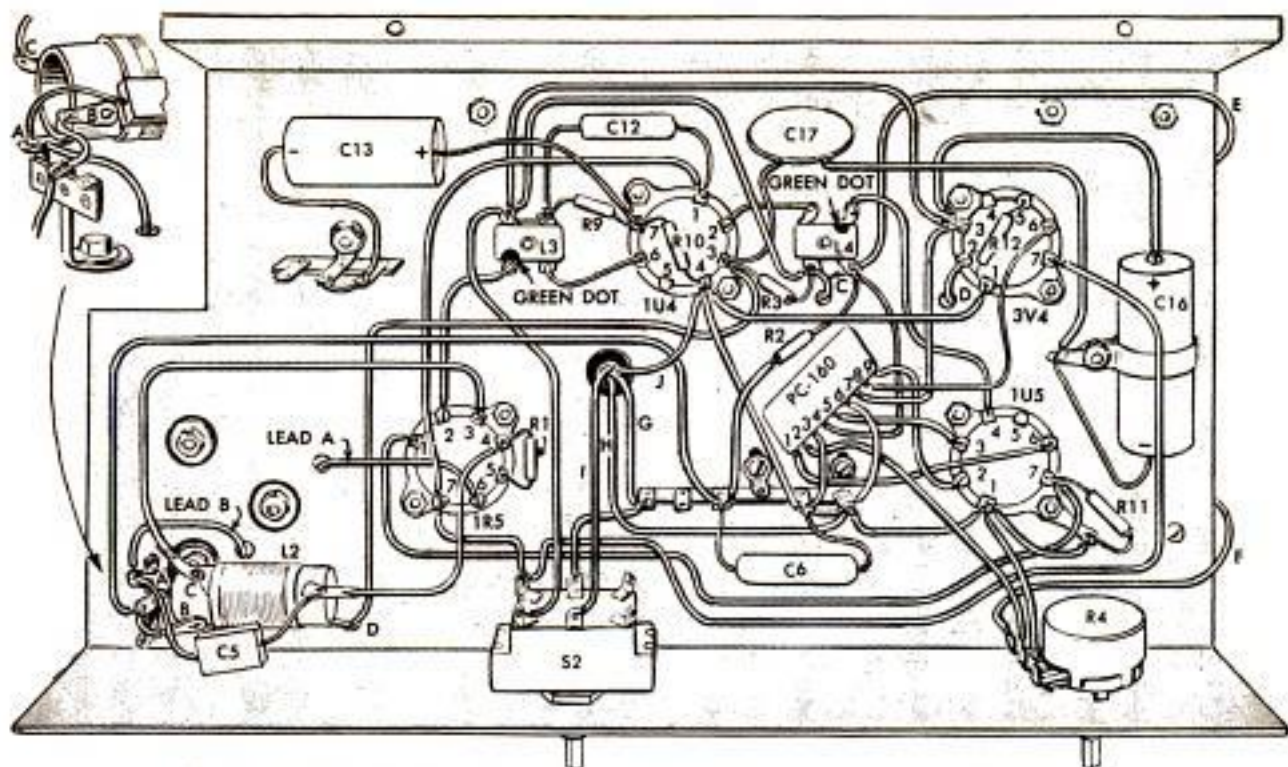 C
A
B
C13
-
+
C12
C17
GREEN DOT
E
R9
1
2
3
4
5
6
7
R10
L3
GREEN DOT
1U4
L4
C
R3
R2
3
4
5
6
7
1
2
R12
D
3V4
+
C16
-
PC-160
1 2 3 4 5 6 7 8 9
1U5
J
G
H
I
LEAD A
LEAD B
1
2
3
4
5
6
7
R1
1R5
L2
C
B
D
C5
3
4
5
6
7
2
1
R11
C6
F
S2
R4